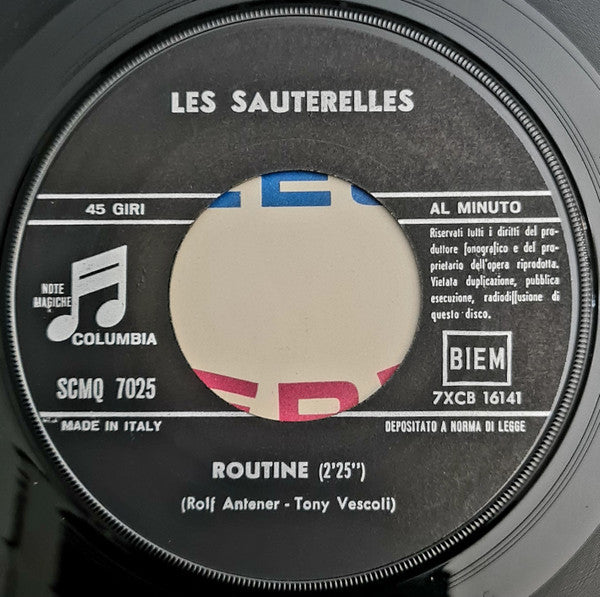 LES SAUTERELLES
45 GIRI
AL MINUTO
Riservati tutti i diritti del pro-
duttore fonografico e del pro-
prietario dell'opera riprodotta.
Vietata duplicazione, pubblica
esecuzione, radiodiffusione di
questo disco.
NOTE
MAGICHE
COLUMBIA
BIEM
SCMQ 7025
7XCB 16141
MADE IN ITALY
DEPOSITATO A NORMA DI LEGGE
ROUTINE (2'25")
(Rolf Antener - Tony Vescoli)